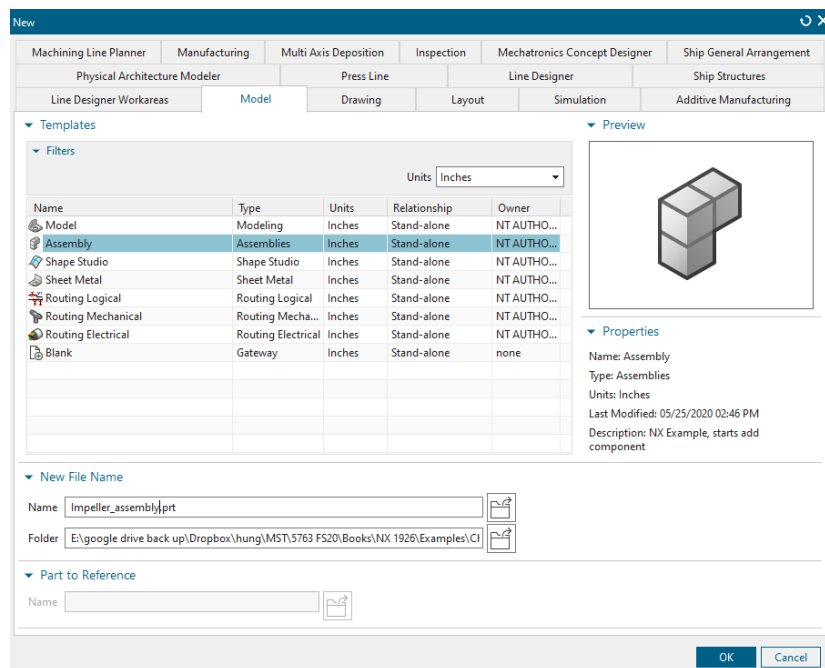 New
Machining Line Planner Manufacturing Multi Axis Deposition Inspection Mechatronics Concept Designer Ship General Arrangement
Physical Architecture Modeler Press Line Line Designer Ship Structures
Line Designer Workareas Model Drawing Layout Simulation Additive Manufacturing
Templates
Filters
Units Inches
Name Type Units Relationship Owner
Model Modeling Inches Stand-alone NT AUTHO...
Assembly Assemblies Inches Stand-alone NT AUTHO...
Shape Studio Shape Studio Inches Stand-alone NT AUTHO...
Sheet Metal Sheet Metal Inches Stand-alone NT AUTHO...
Routing Logical Routing Logical Inches Stand-alone NT AUTHO...
Routing Mechanical Routing Mecha... Inches Stand-alone NT AUTHO...
Routing Electrical Routing Electrical Inches Stand-alone NT AUTHO...
Blank Gateway Inches Stand-alone none
Preview
Properties
Name: Assembly
Type: Assemblies
Units: Inches
Last Modified: 05/25/2020 02:46 PM
Description: NX Example, starts add
component
New File Name
Name Impeller_assembly.prt
Folder E:\google drive back up\Dropbox\hung\MST\5763 FS20\Books\NX 1926\Examples\Cl
Part to Reference
Name
OK Cancel